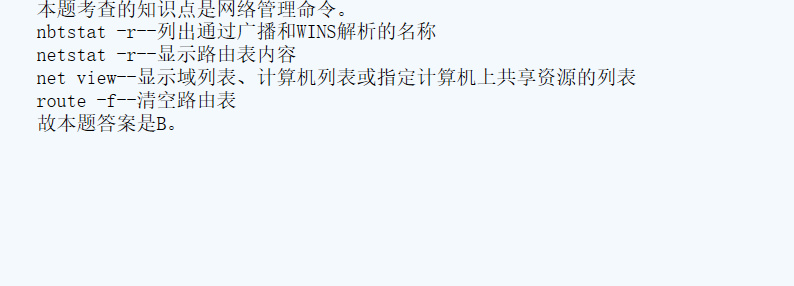 本题考查的知识点是网络管理命令。
nbtstat -r--列出通过广播和WINS解析的名称
netstat -r--显示路由表内容
net view--显示域列表、计算机列表或指定计算机上共享资源的列表
route -f--清空路由表
故本题答案是B。